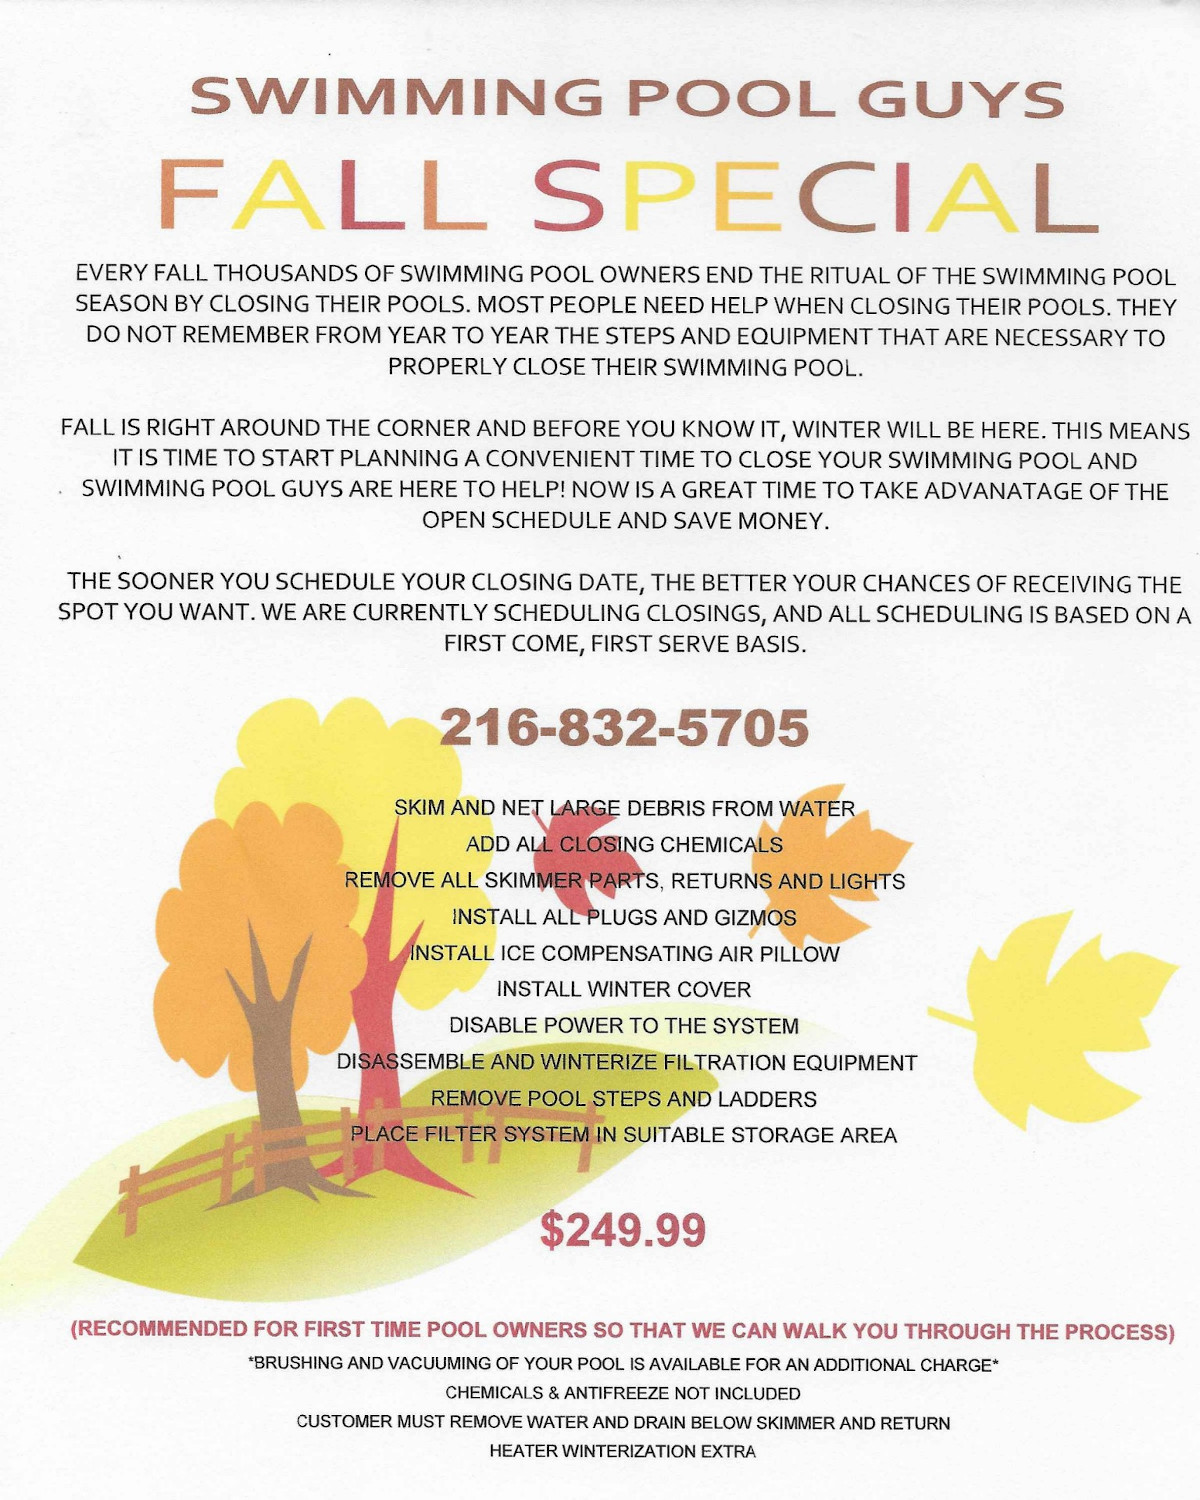 SWIMMING POOL GUYS
FALL SPECIAL
EVERY FALL THOUSANDS OF SWIMMING POOL OWNERS END THE RITUAL OF THE SWIMMING POOL
SEASON BY CLOSING THEIR POOLS. MOST PEOPLE NEED HELP WHEN CLOSING THEIR POOLS. THEY
DO NOT REMEMBER FROM YEAR TO YEAR THE STEPS AND EQUIPMENT THAT ARE NECESSARY TO
PROPERLY CLOSE THEIR SWIMMING POOL.
FALL IS RIGHT AROUND THE CORNER AND BEFORE YOU KNOW IT, WINTER WILL BE HERE. THIS MEANS
IT IS TIME TO START PLANNING A CONVENIENT TIME TO CLOSE YOUR SWIMMING POOL AND
SWIMMING POOL GUYS ARE HERE TO HELP! NOW IS A GREAT TIME TO TAKE ADVANATAGE OF THE
OPEN SCHEDULE AND SAVE MONEY.
THE SOONER YOU SCHEDULE YOUR CLOSING DATE, THE BETTER YOUR CHANCES OF RECEIVING THE
SPOT YOU WANT. WE ARE CURRENTLY SCHEDULING CLOSINGS, AND ALL SCHEDULING IS BASED ON A
FIRST COME, FIRST SERVE BASIS.
216-832-5705
SKIM AND NET LARGE DEBRIS FROM WATER
ADD ALL CLOSING CHEMICALS
REMOVE ALL SKIMMER PARTS, RETURNS AND LIGHTS
INSTALL ALL PLUGS AND GIZMOS
INSTALL ICE COMPENSATING AIR PILLOW
INSTALL WINTER COVER
DISABLE POWER TO THE SYSTEM
DISASSEMBLE AND WINTERIZE FILTRATION EQUIPMENT
REMOVE POOL STEPS AND LADDERS
PLACE FILTER SYSTEM IN SUITABLE STORAGE AREA
$249.99
(RECOMMENDED FOR FIRST TIME POOL OWNERS SO THAT WE CAN WALK YOU THROUGH THE PROCESS)
*BRUSHING AND VACUUMING OF YOUR POOL IS AVAILABLE FOR AN ADDITIONAL CHARGE*
CHEMICALS & ANTIFREEZE NOT INCLUDED
CUSTOMER MUST REMOVE WATER AND DRAIN BELOW SKIMMER AND RETURN
HEATER WINTERIZATION EXTRA